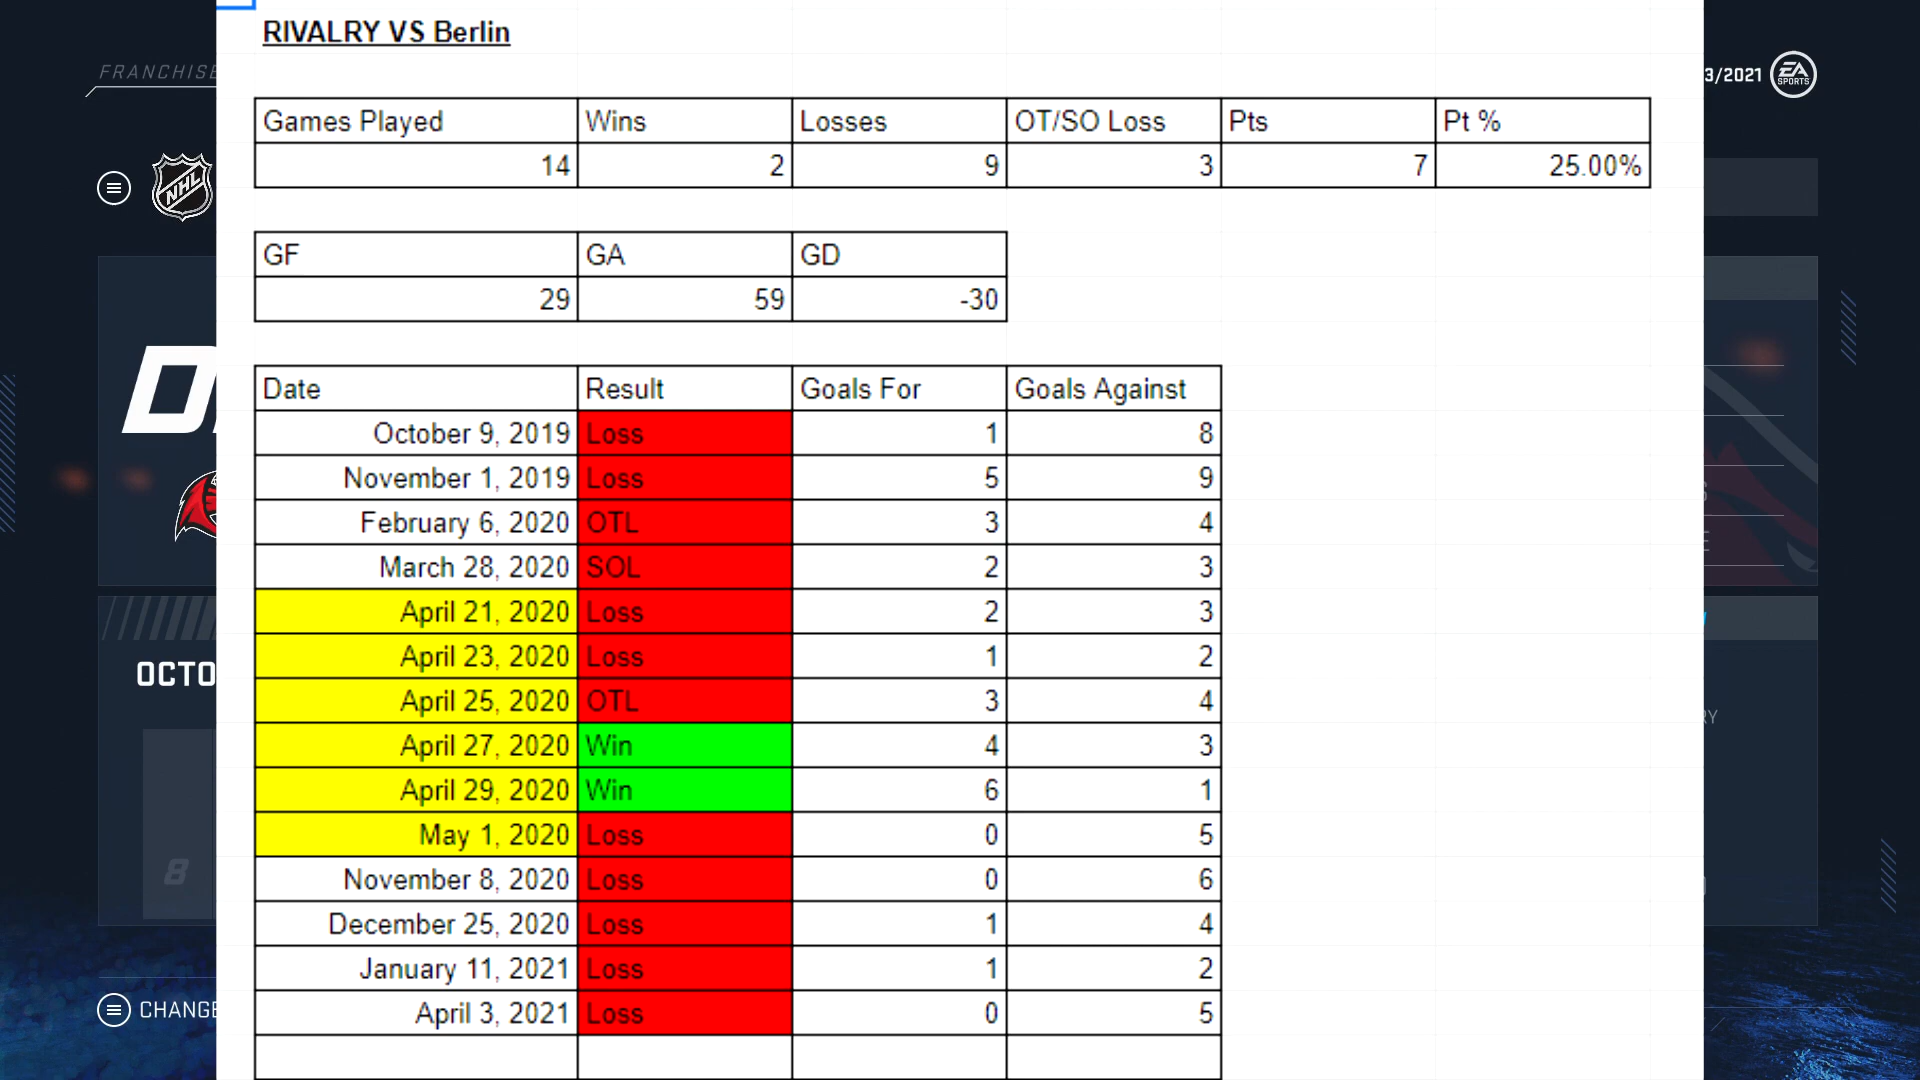 RIVALRY VS Berlin
FRANCHISE
3/2021
EA SPORTS
NHL
Games Played Wins Losses OT/SO Loss Pts Pt %
14 2 9 3 7 25.00%
GF GA GD
29 59 -30
Date Result Goals For Goals Against
October 9, 2019 Loss 1 8
November 1, 2019 Loss 5 9
February 6, 2020 OTL 3 4
March 28, 2020 SOL 2 3
April 21, 2020 Loss 2 3
April 23, 2020 Loss 1 2
April 25, 2020 OTL 3 4
April 27, 2020 Win 4 3
April 29, 2020 Win 6 1
May 1, 2020 Loss 0 5
November 8, 2020 Loss 0 6
December 25, 2020 Loss 1 4
January 11, 2021 Loss 1 2
April 3, 2021 Loss 0 5
OCTO
8
CHANGE